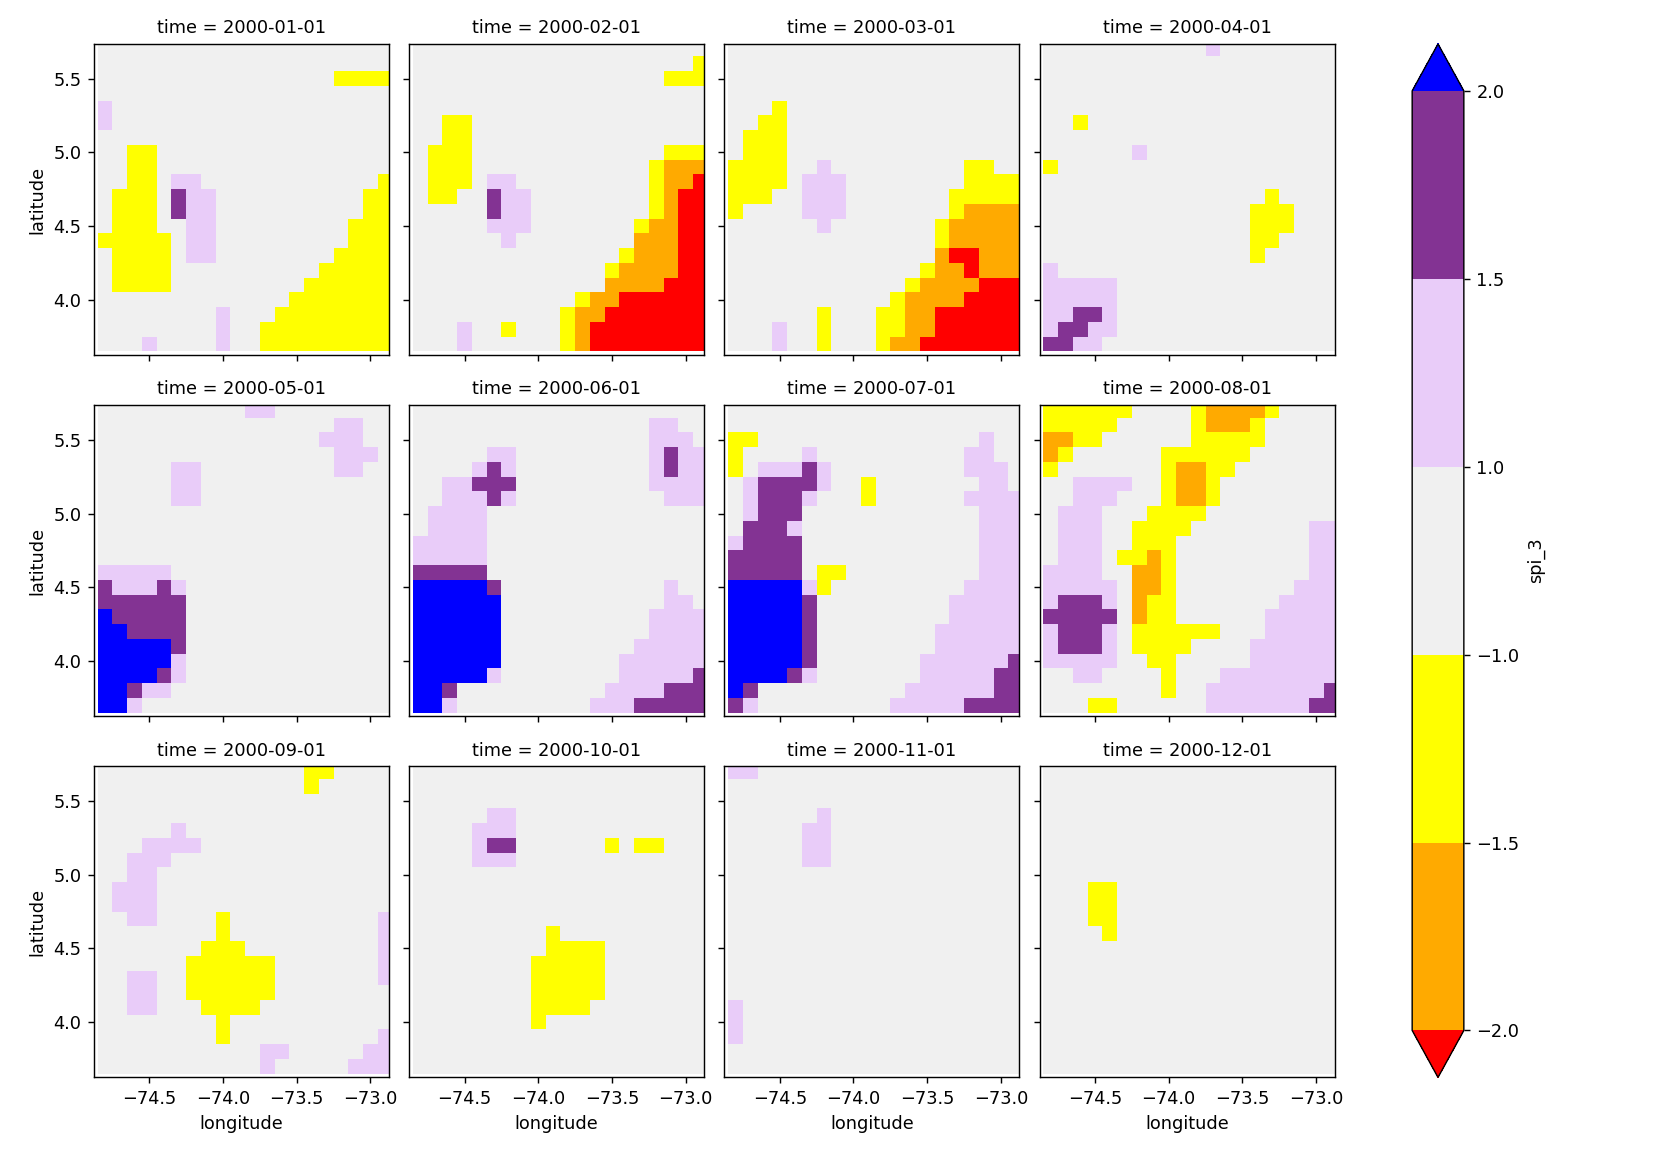 time = 2000-01-01
time = 2000-02-01
time = 2000-03-01
time = 2000-04-01
5.5
5.0
4.5
4.0
latitude
time = 2000-05-01
time = 2000-06-01
time = 2000-07-01
time = 2000-08-01
5.5
5.0
4.5
4.0
latitude
time = 2000-09-01
time = 2000-10-01
time = 2000-11-01
time = 2000-12-01
5.5
5.0
4.5
4.0
latitude
−74.5 −74.0 −73.5 −73.0
longitude
−74.5 −74.0 −73.5 −73.0
longitude
−74.5 −74.0 −73.5 −73.0
longitude
−74.5 −74.0 −73.5 −73.0
longitude
2.0
1.5
1.0
−1.0
−1.5
−2.0
spi_3